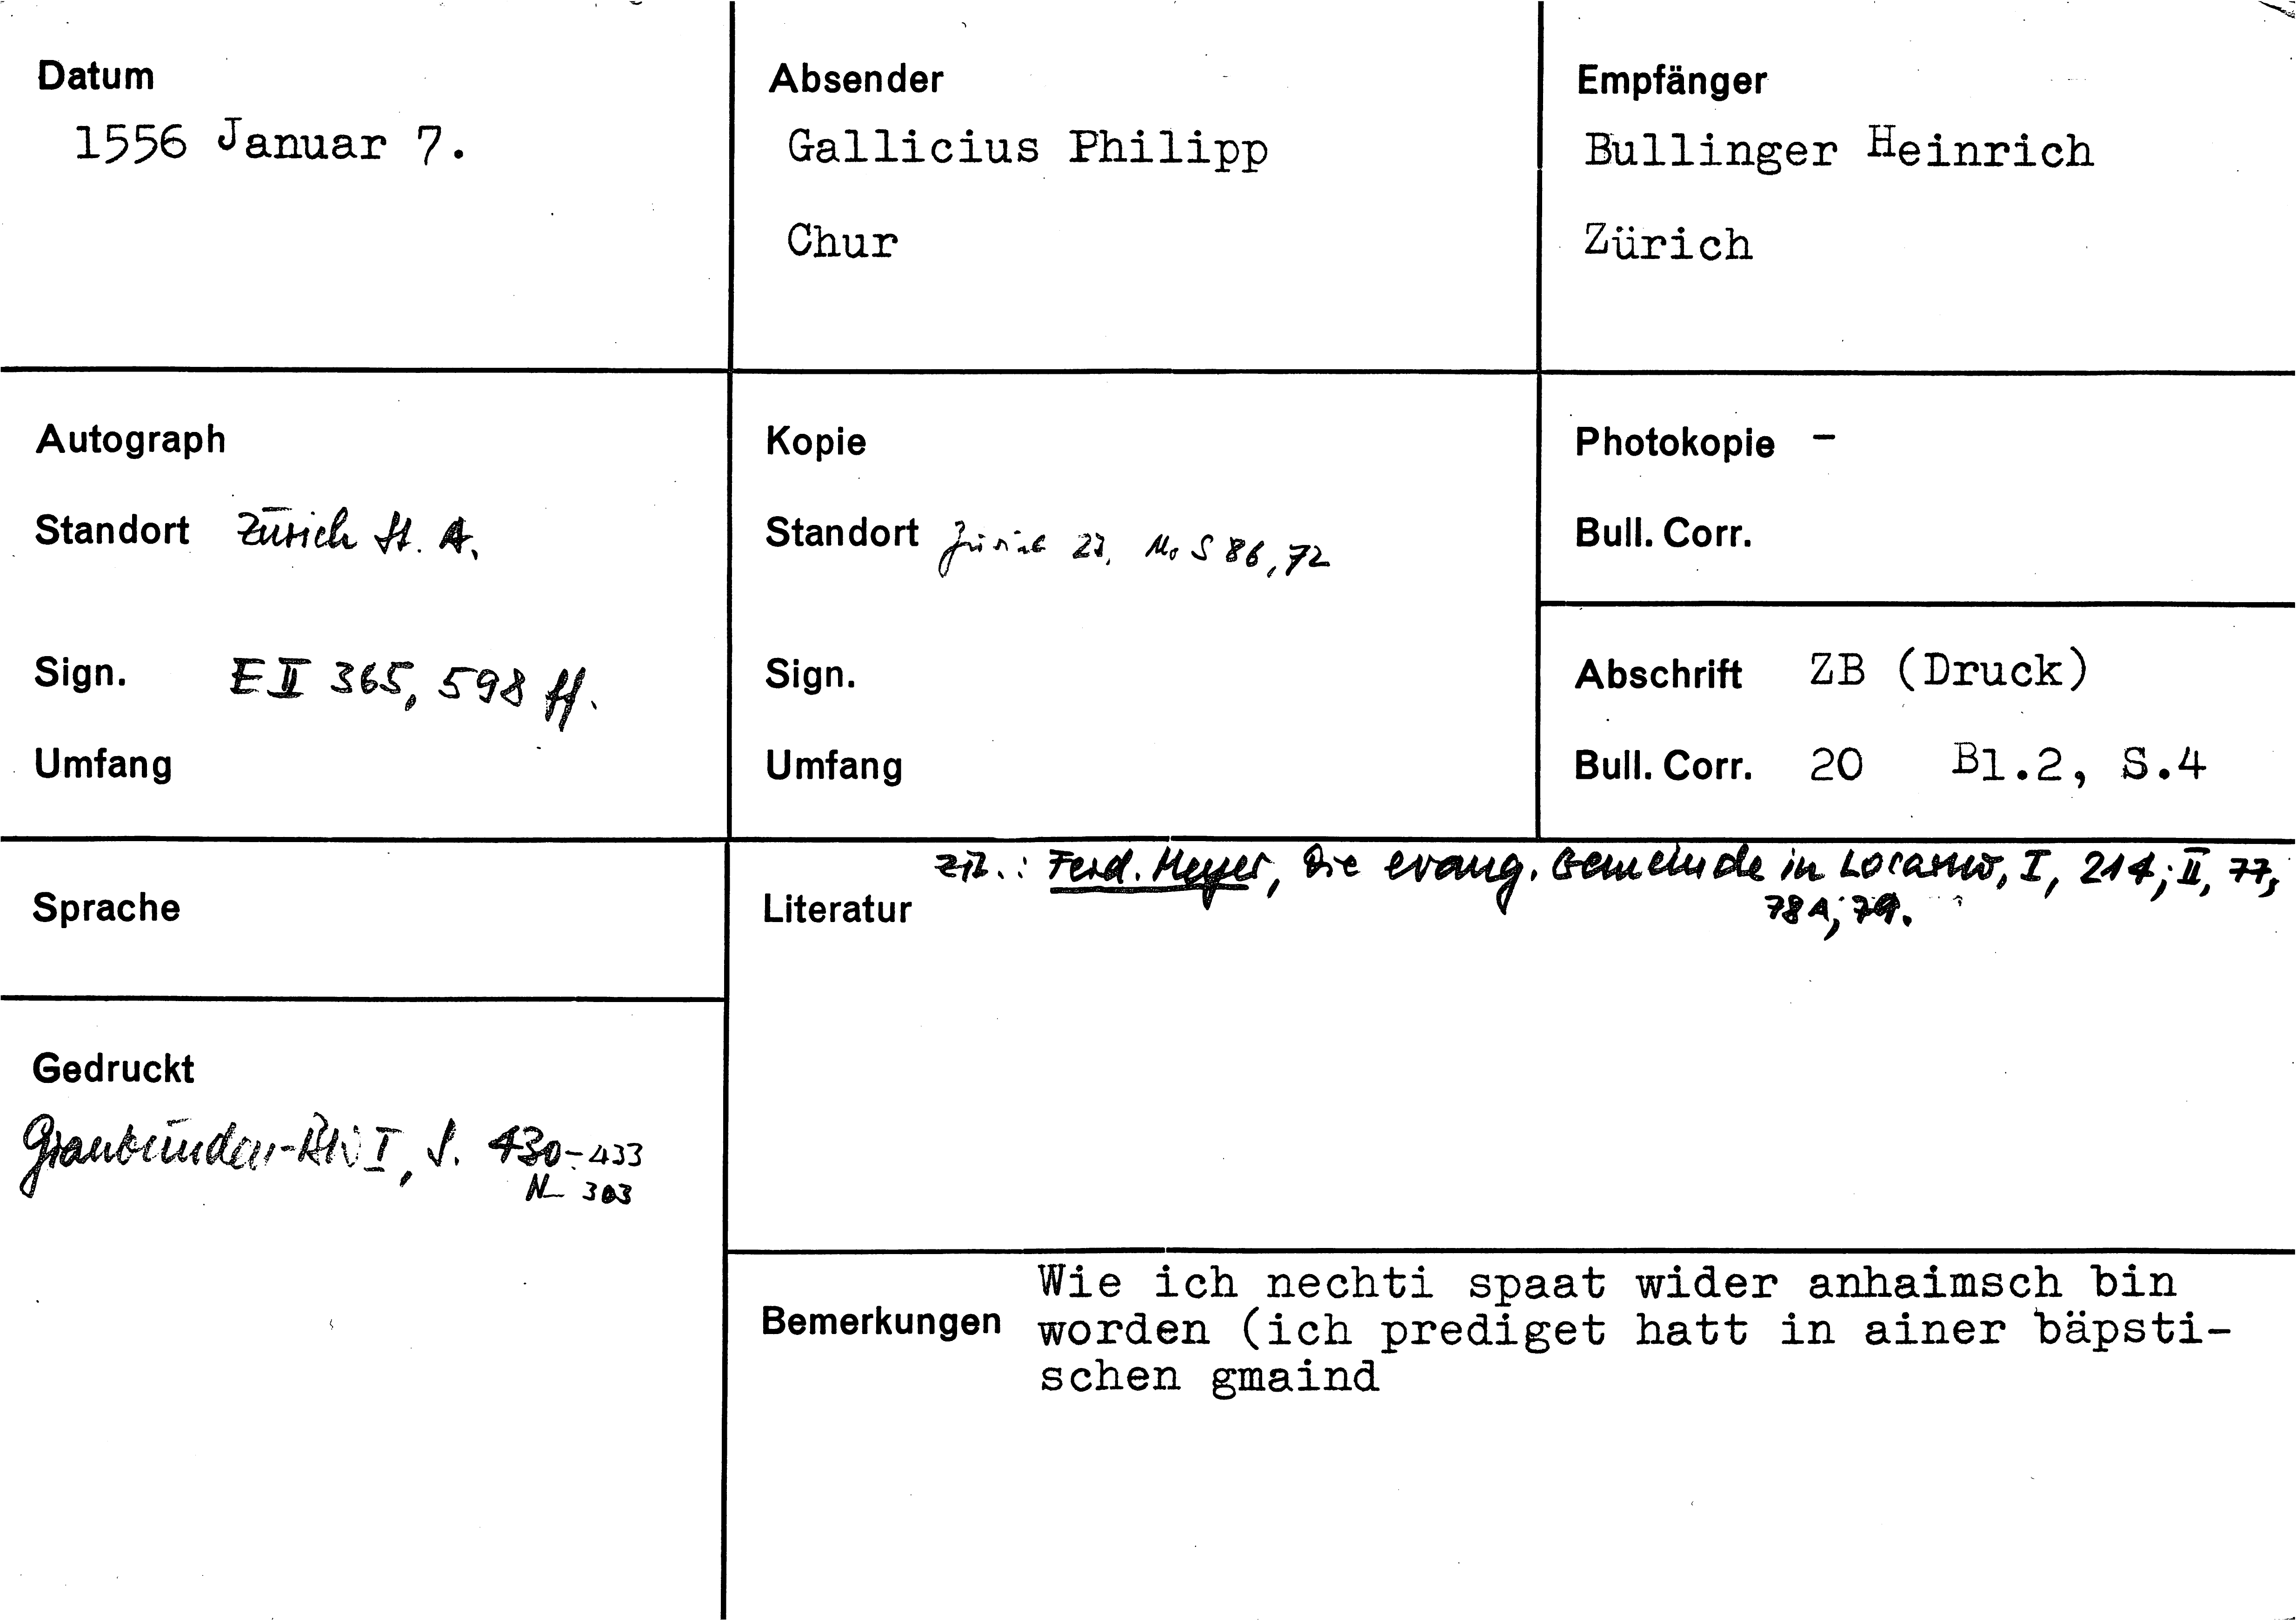 Datum
1556 Januar 7.
Absender
Gallicius Philipp
Chur
Empfänger
Bullinger Heinrich
Zürich
Autograph
Standort Zürich St. A.
Sign. E II 365, 598 ff.
Umfang
Kopie
Standort Zürich ZB, Ms S 86, 72
Sign.
Umfang
Photokopie -
Bull. Corr.
Abschrift ZB (Druck)
Bull. Corr. 20 Bl.2, S.4
Sprache
Gedruckt
Graubünden-BW I, S. 430-433
N 303
zit.: Ferd. Meyer, Die evang. Gemeinde in Locarno, I, 214; II, 77,
Literatur 78A; 79.
Wie ich nechti spaat wider anhaimsch bin
Bemerkungen worden (ich prediget hatt in ainer bäpsti-
schen gmaind